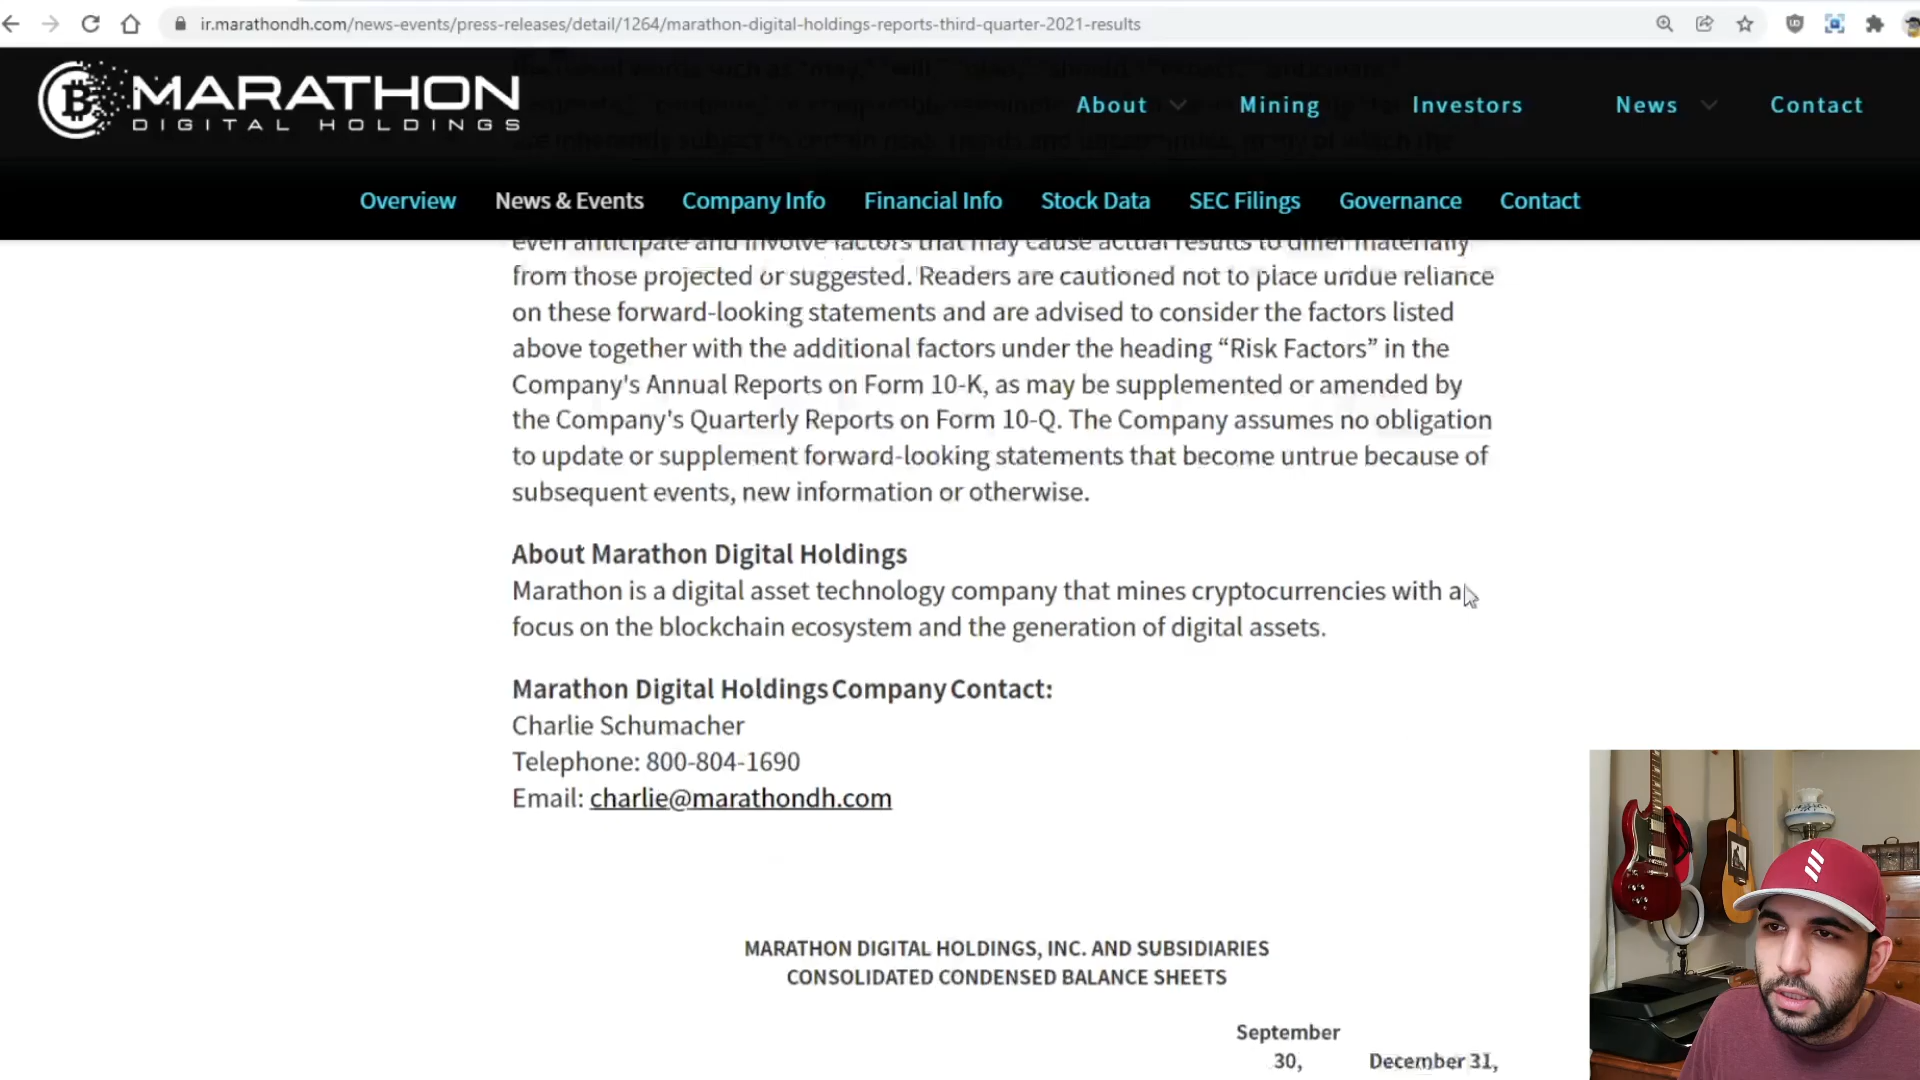 ir.marathondh.com/news-events/press-releases/detail/1264/marathon-digital-holdings-reports-third-quarter-2021-results
MARATHON
DIGITAL HOLDINGS
About Mining Investors News Contact
Overview News & Events Company Info Financial Info Stock Data SEC Filings Governance Contact
even anticipate and involve factors that may cause actual results to differ materially
from those projected or suggested. Readers are cautioned not to place undue reliance
on these forward-looking statements and are advised to consider the factors listed
above together with the additional factors under the heading “Risk Factors” in the
Company's Annual Reports on Form 10-K, as may be supplemented or amended by
the Company's Quarterly Reports on Form 10-Q. The Company assumes no obligation
to update or supplement forward-looking statements that become untrue because of
subsequent events, new information or otherwise.
About Marathon Digital Holdings
Marathon is a digital asset technology company that mines cryptocurrencies with a
focus on the blockchain ecosystem and the generation of digital assets.
Marathon Digital Holdings Company Contact:
Charlie Schumacher
Telephone: 800-804-1690
Email: charlie@marathondh.com
MARATHON DIGITAL HOLDINGS, INC. AND SUBSIDIARIES
CONSOLIDATED CONDENSED BALANCE SHEETS
September
30, December 31,